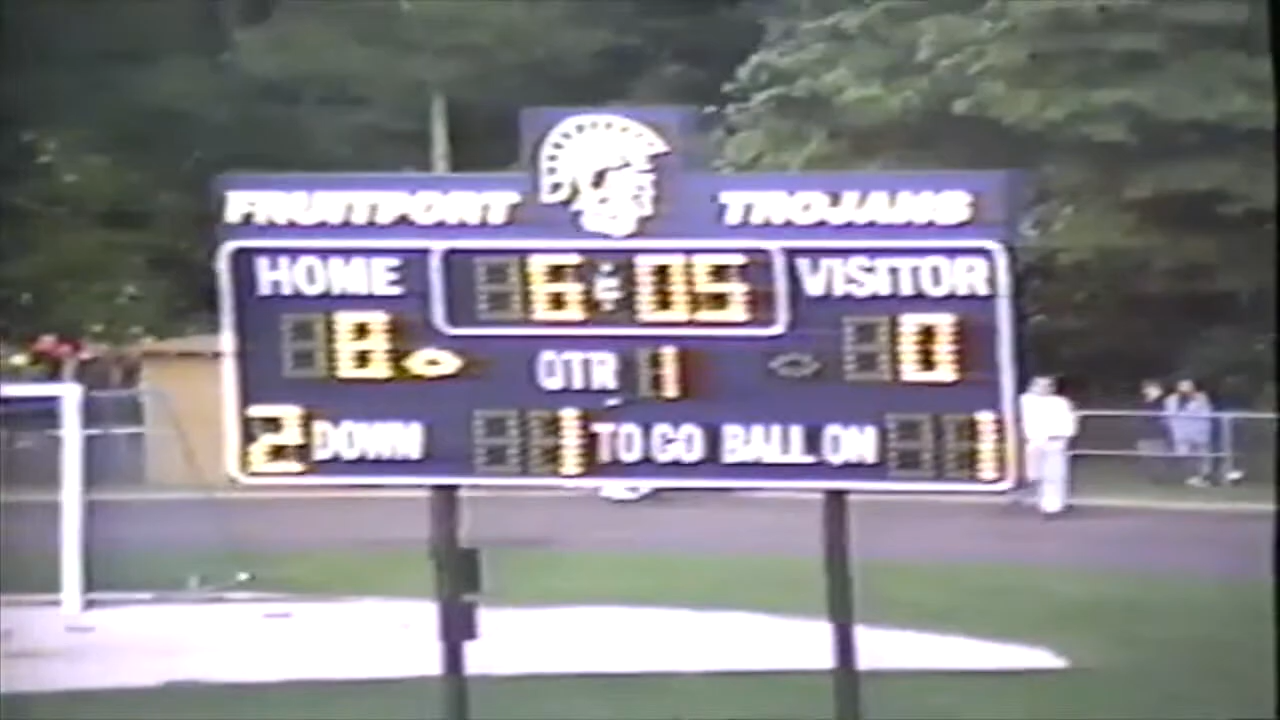 FRUITPORT TROJANS
HOME 6:05 VISITOR
8 QTR 1 0
2 DOWN 1 TO GO BALL ON 1